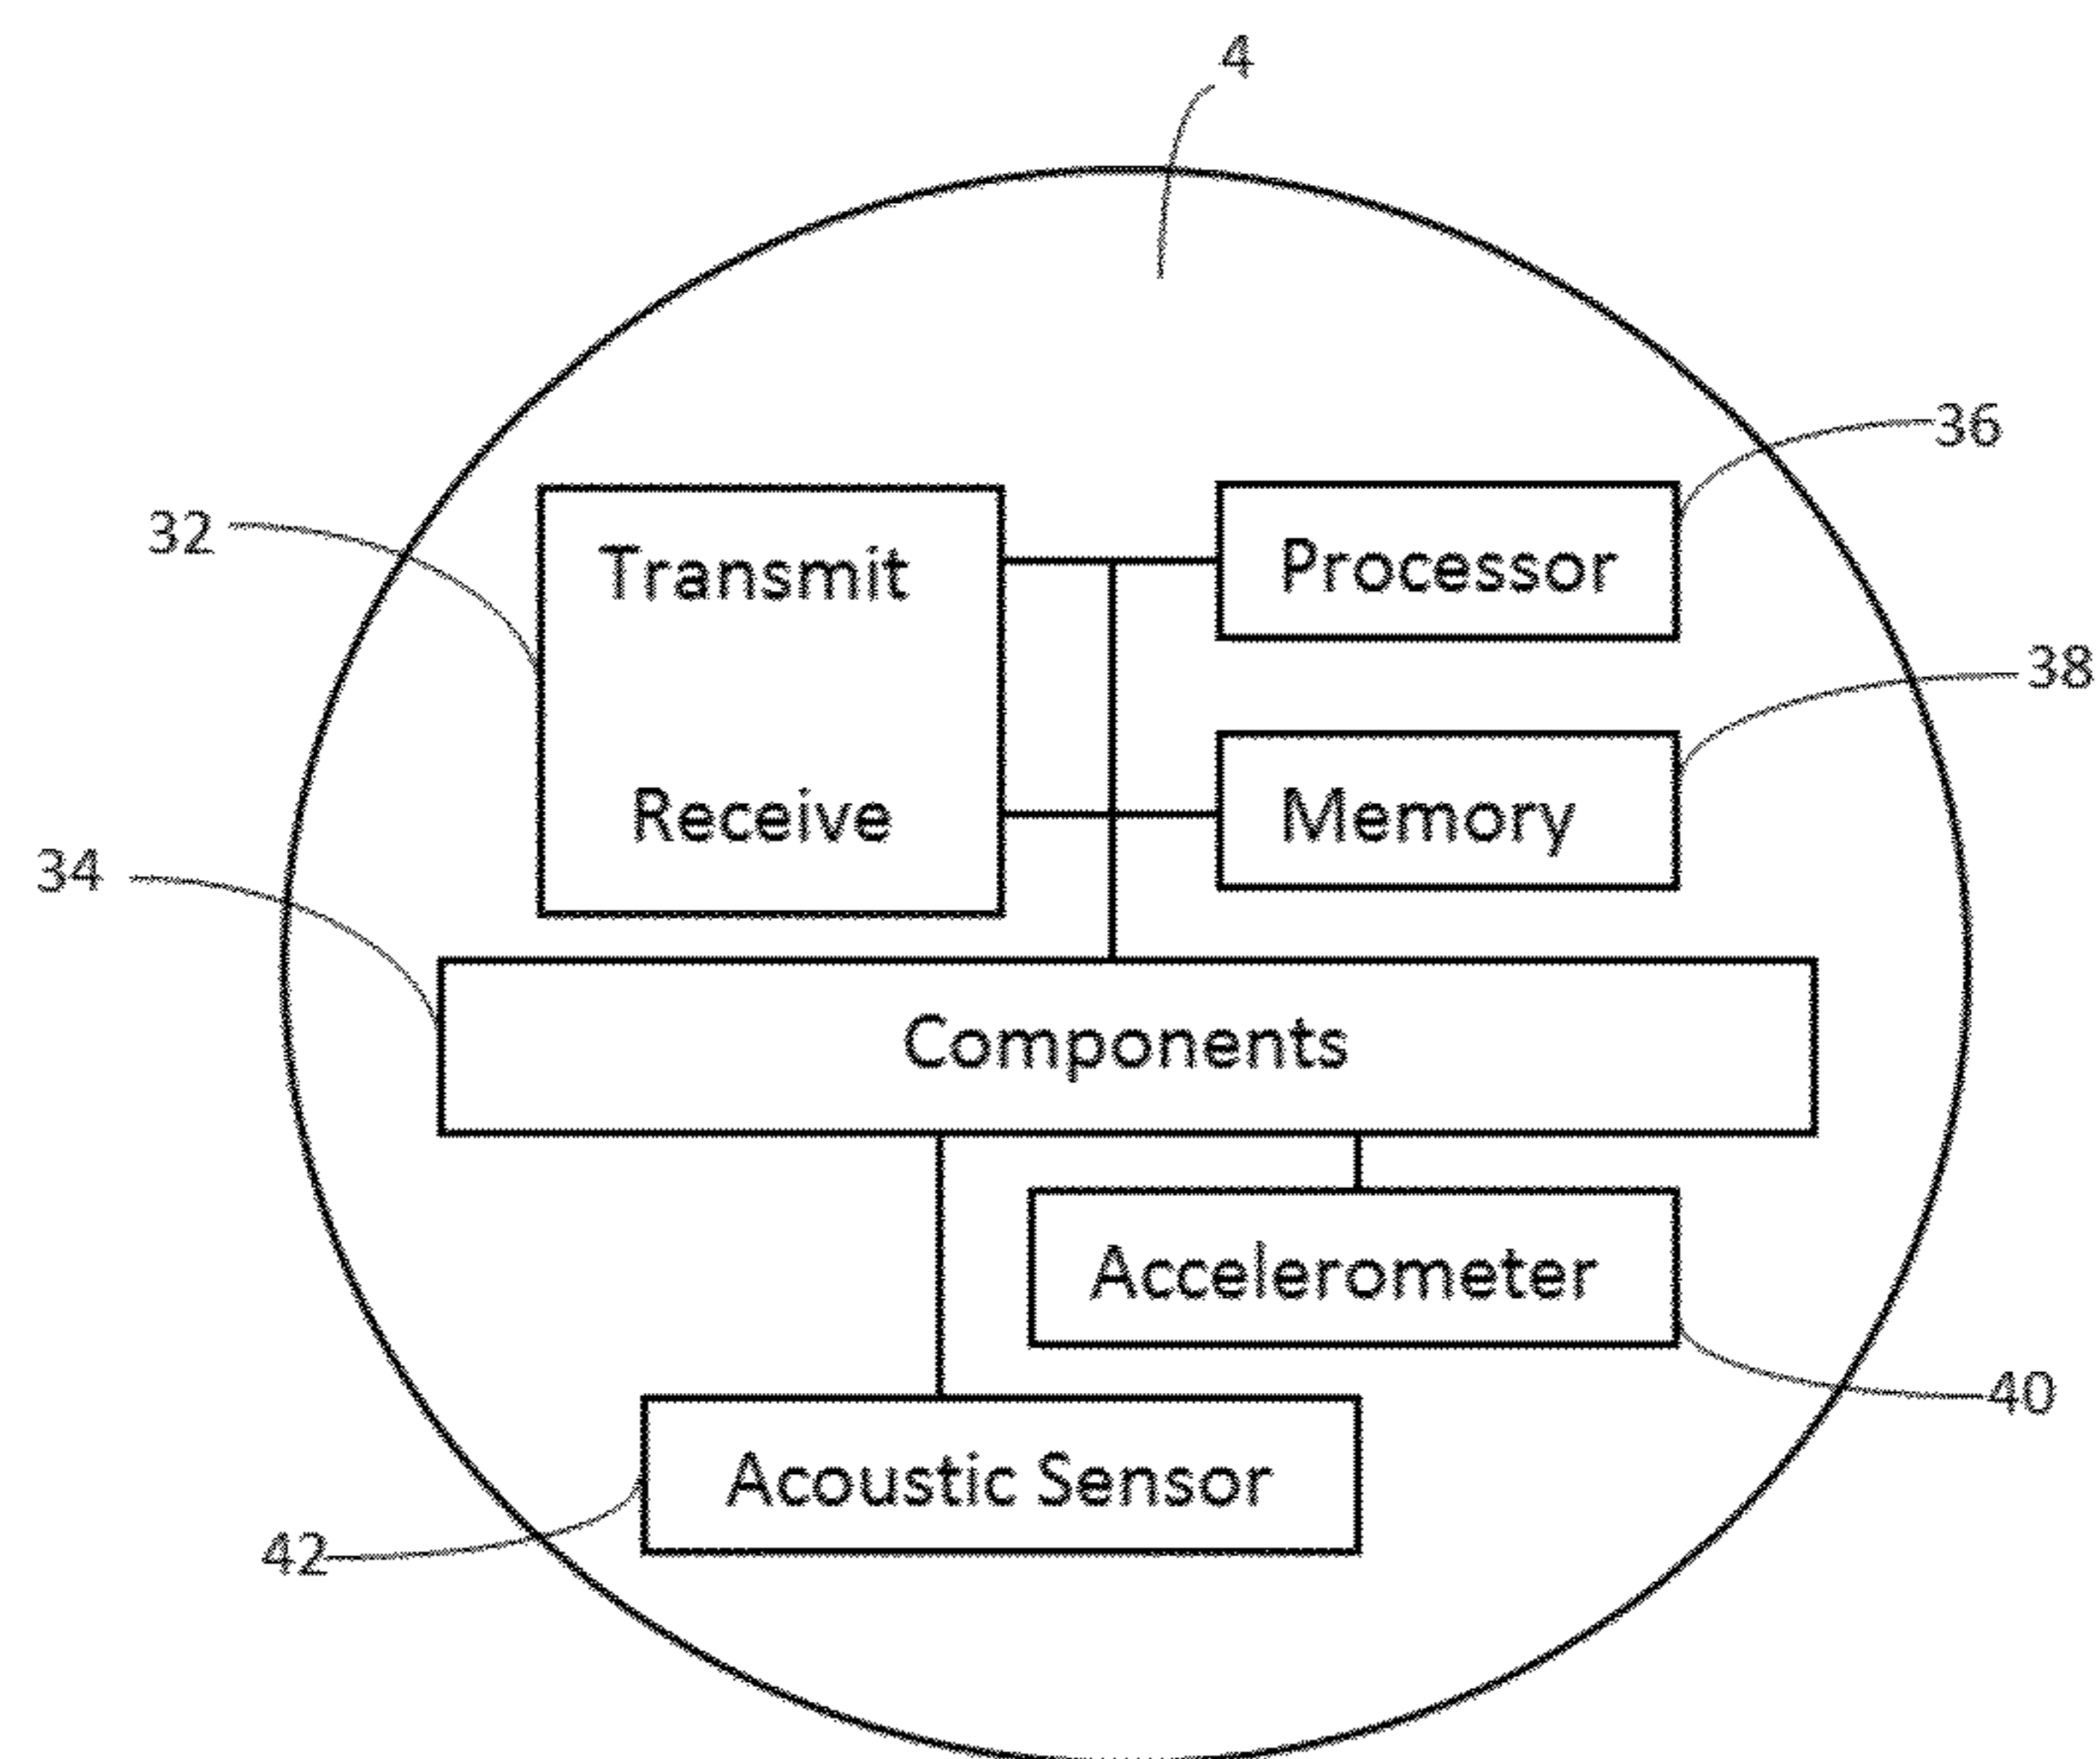 4
36
32
Transmit
Processor
38
Receive
Memory
34
Components
Accelerometer
40
Acoustic Sensor
42